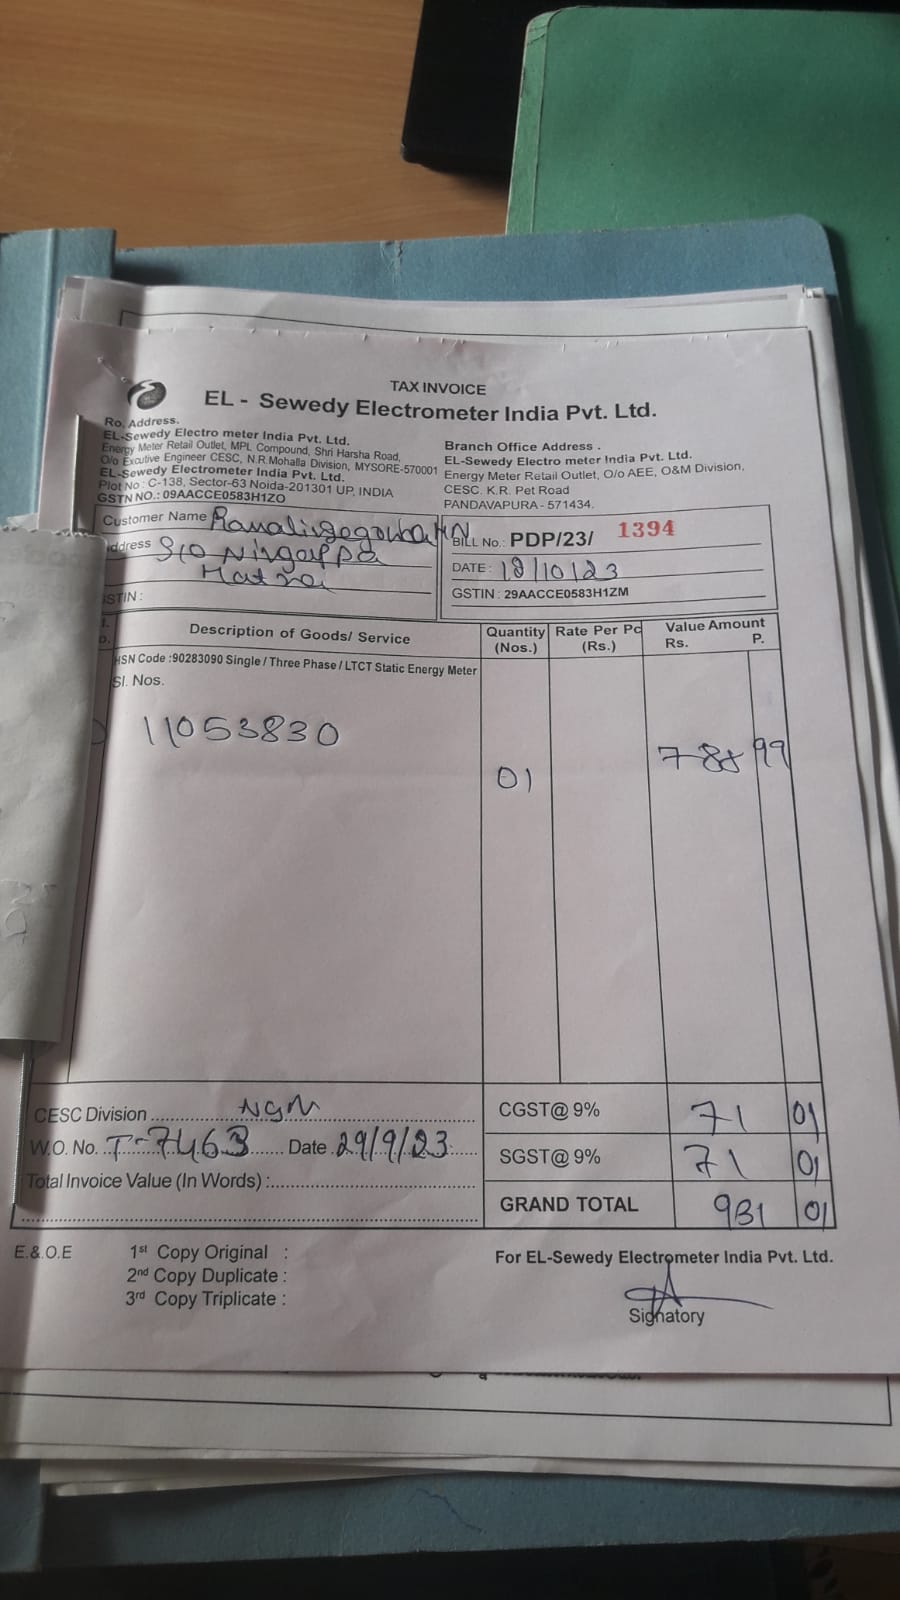 TAX INVOICE
EL - Sewedy Electrometer India Pvt. Ltd.
Ro. Address.
EL-Sewedy Electro meter India Pvt. Ltd.
Energy Meter Retail Outlet, MPL Compound, Shri Harsha Road,
O/o Excutive Engineer CESC, N.R.Mohalla Division, MYSORE-570001
EL-Sewedy Electrometer India Pvt. Ltd.
Plot No : C-138, Sector-63 Noida-201301 UP, INDIA
GSTN NO.: 09AACCE0583H1ZO
Branch Office Address .
EL-Sewedy Electro meter India Pvt. Ltd.
Energy Meter Retail Outlet, O/o AEE, O&M Division,
CESC. K.R. Pet Road
PANDAVAPURA - 571434.
Customer Name Ramalingegowda H N
Address S/o Ningappa
GSTIN :
BILL No.: PDP/23/ 1394
DATE : /10/23
GSTIN : 29AACCE0583H1ZM
Description of Goods/ Service Quantity (Nos.) Rate Per Pc (Rs.) Value Amount Rs. P.
HSN Code :90283090 Single / Three Phase / LTCT Static Energy Meter
Sl. Nos.
11053830
01 788 99
CESC Division NGM
W.O. No. T-7463 Date 29/9/23
Total Invoice Value (In Words) :
CGST@ 9% 71 01
SGST@ 9% 71 01
GRAND TOTAL 931 01
E.& O.E
1st Copy Original :
2nd Copy Duplicate :
3rd Copy Triplicate :
For EL-Sewedy Electrometer India Pvt. Ltd.
Signatory